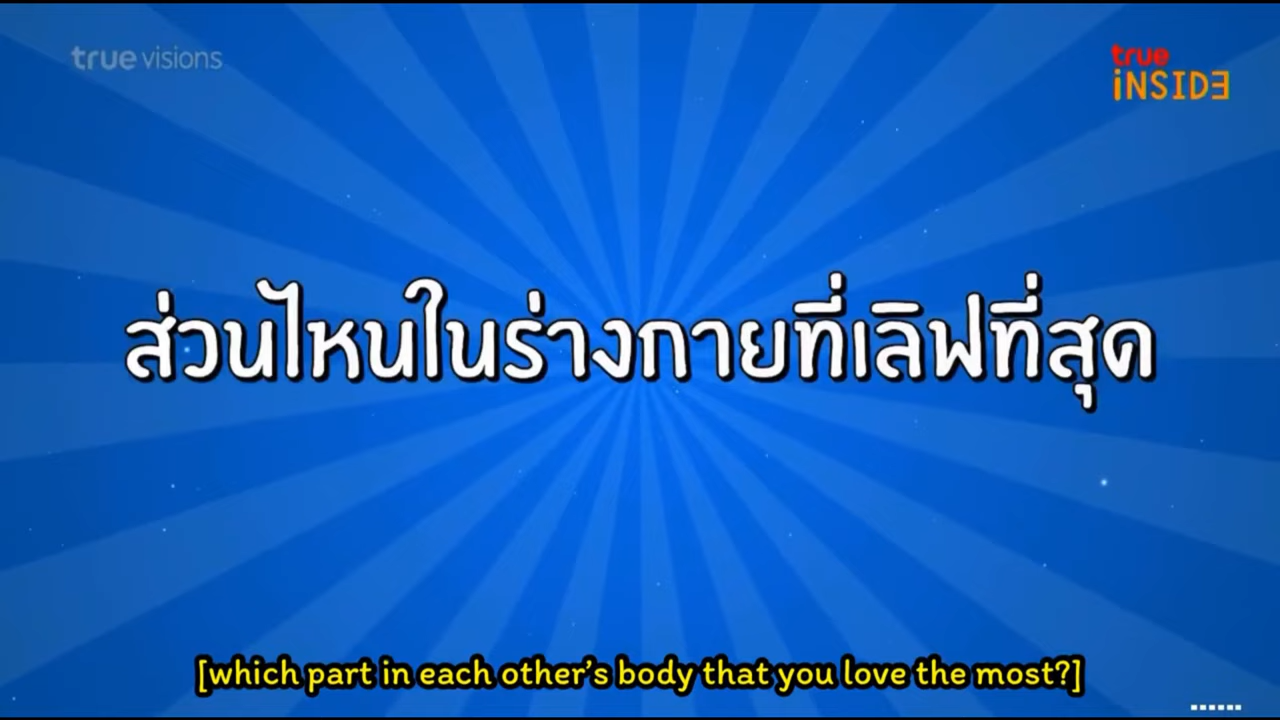 true visions
true
iNSIDE
ส่วนไหนในร่างกายที่เลิฟที่สุด
[which part in each other's body that you love the most?]